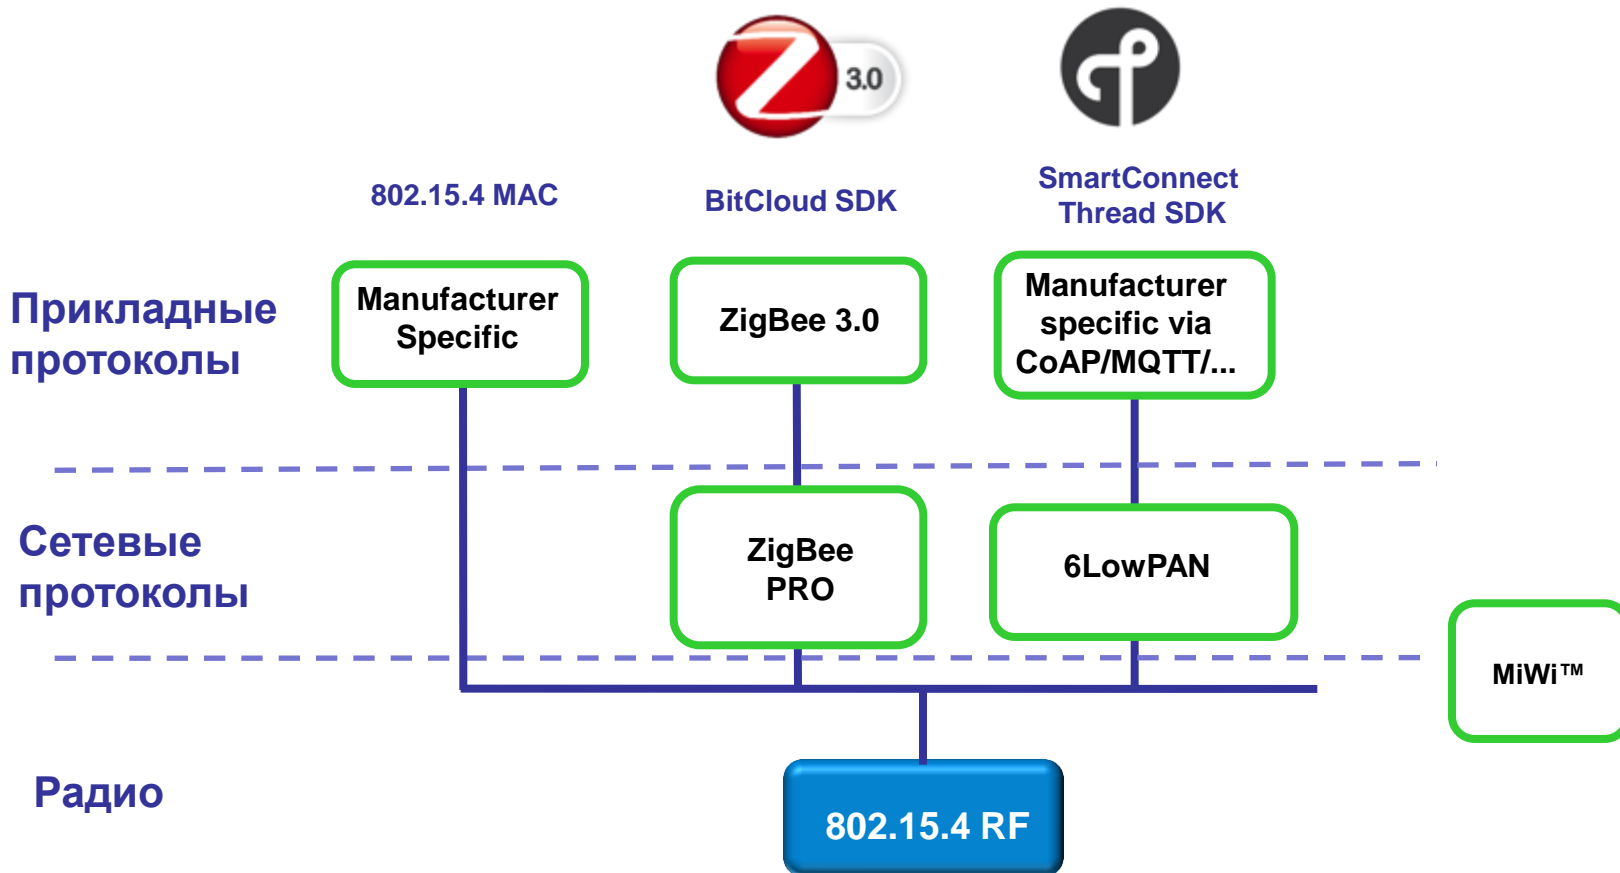 3.0
802.15.4 MAC
BitCloud SDK
SmartConnect
Thread SDK
Прикладные
протоколы
Manufacturer
Specific
ZigBee 3.0
Manufacturer
specific via
CoAP/MQTT/...
Сетевые
протоколы
ZigBee
PRO
6LowPAN
MiWi™
Радио
802.15.4 RF